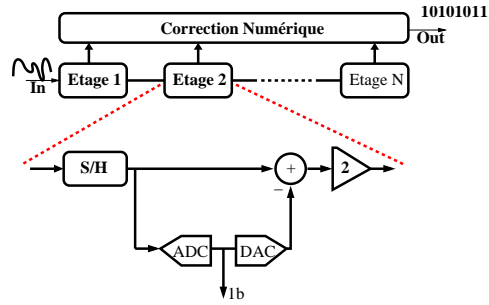 10101011
Correction Numérique
Out
In
Etage 1
Etage 2
Etage N
S/H
+
−
2
ADC
DAC
1b